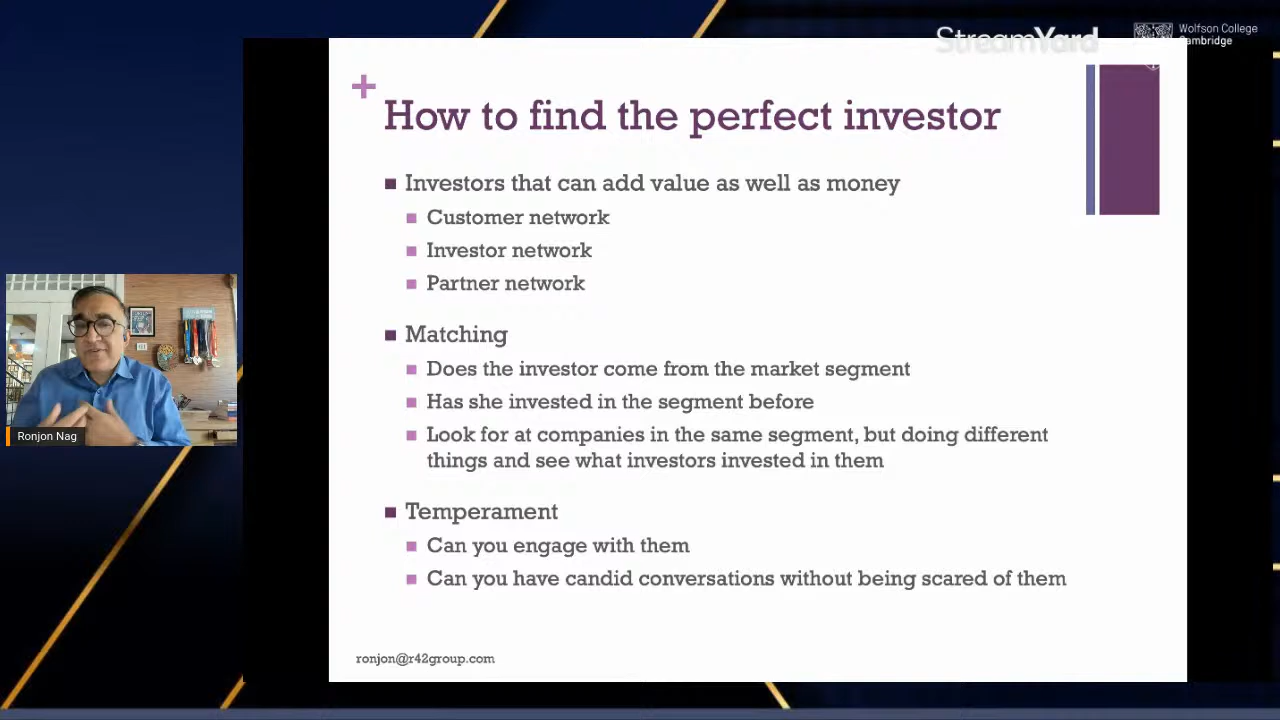 StreamYard
Wolfson College
Cambridge
+
How to find the perfect investor
Investors that can add value as well as money
Customer network
Investor network
Partner network
Matching
Does the investor come from the market segment
Has she invested in the segment before
Look for at companies in the same segment, but doing different
things and see what investors invested in them
Temperament
Can you engage with them
Can you have candid conversations without being scared of them
ronjon@r42group.com
Ronjon Nag